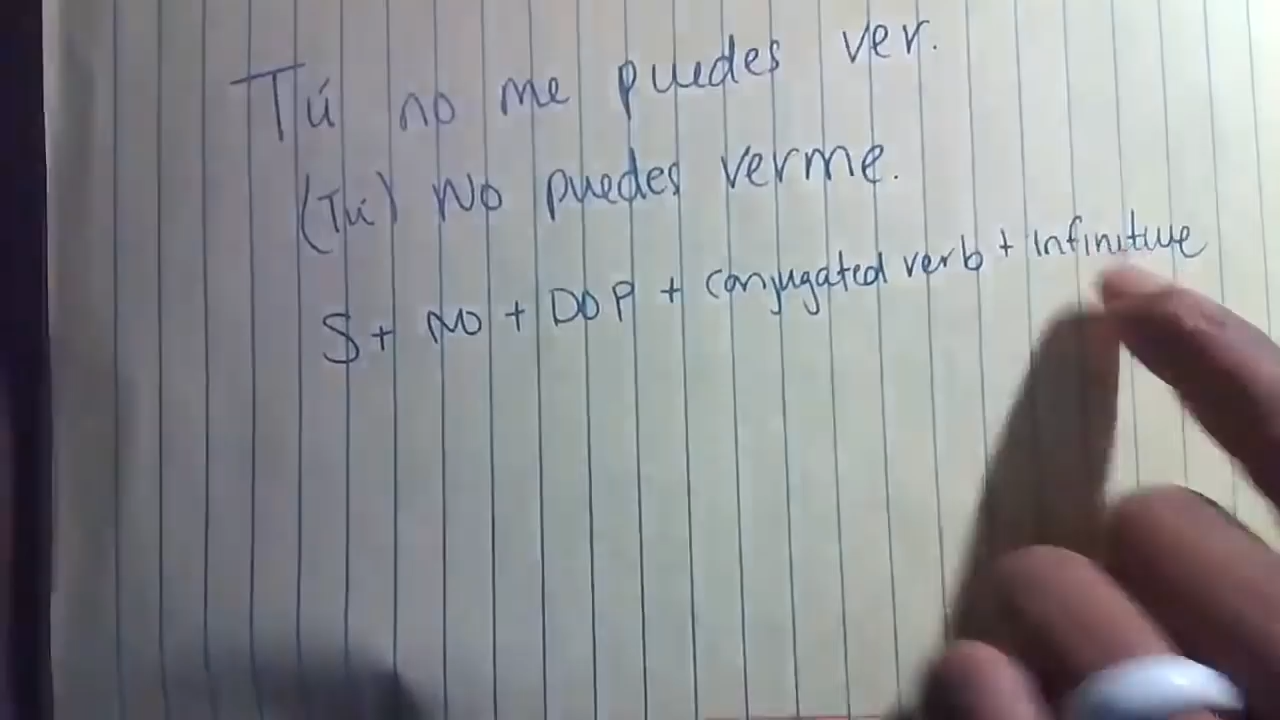 Tú no me puedes ver.
(Tú) No puedes verme.
S + NO + DOP + conjugated verb + infinitive